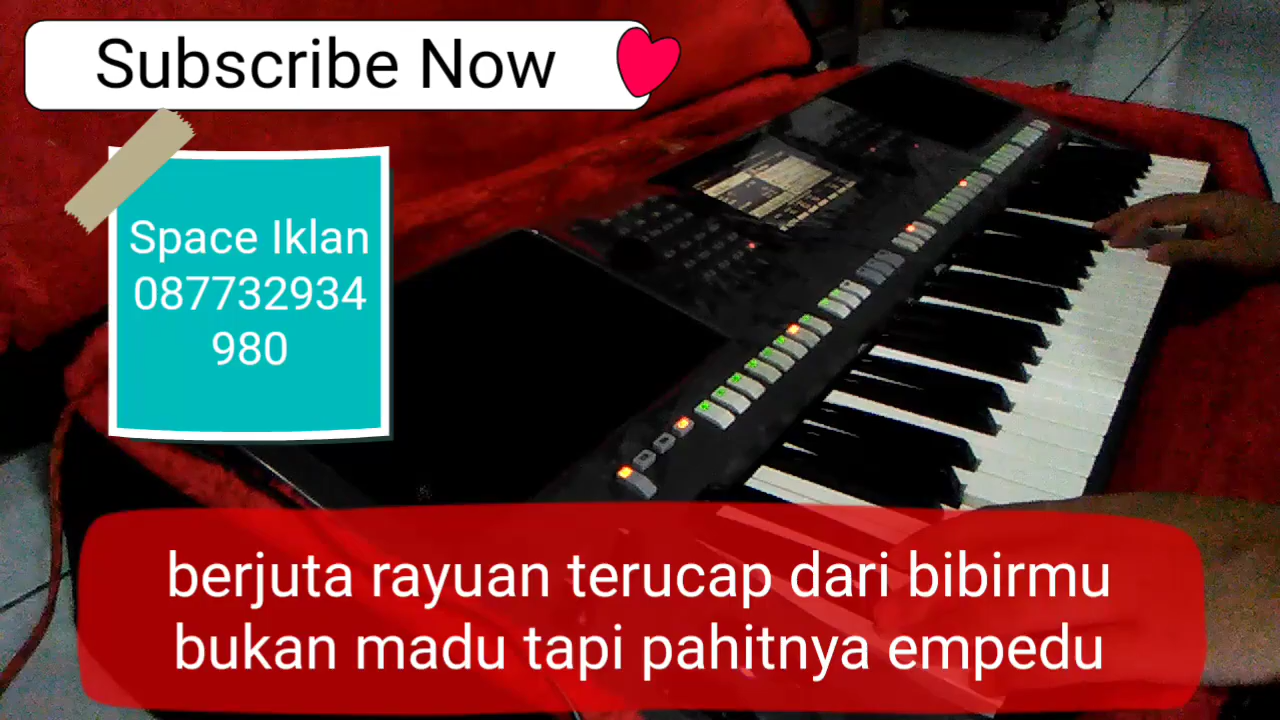 Subscribe Now
Space Iklan
087732934
980
berjuta rayuan terucap dari bibirmu
bukan madu tapi pahitnya empedu